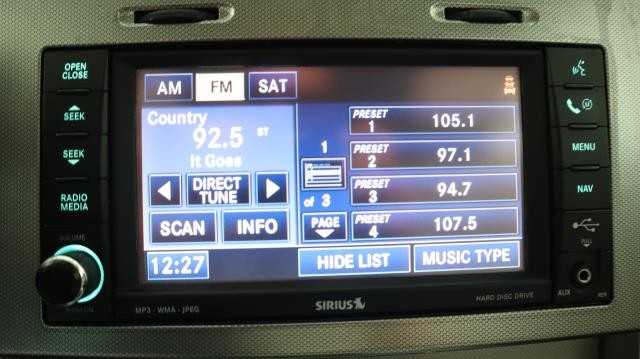 OPEN
CLOSE
SEEK
SEEK
RADIO
MEDIA
VOLUME
AM FM SAT
Country
92.5 ST
It Goes
DIRECT
TUNE
SCAN INFO
12:27
1
of 3
PAGE
PRESET
1 105.1
PRESET
2 97.1
PRESET
3 94.7
PRESET
4 107.5
HIDE LIST MUSIC TYPE
MENU
NAV
PULL
AUX
MP3 - WMA - JPEG
SIRIUS
HARD DISC DRIVE